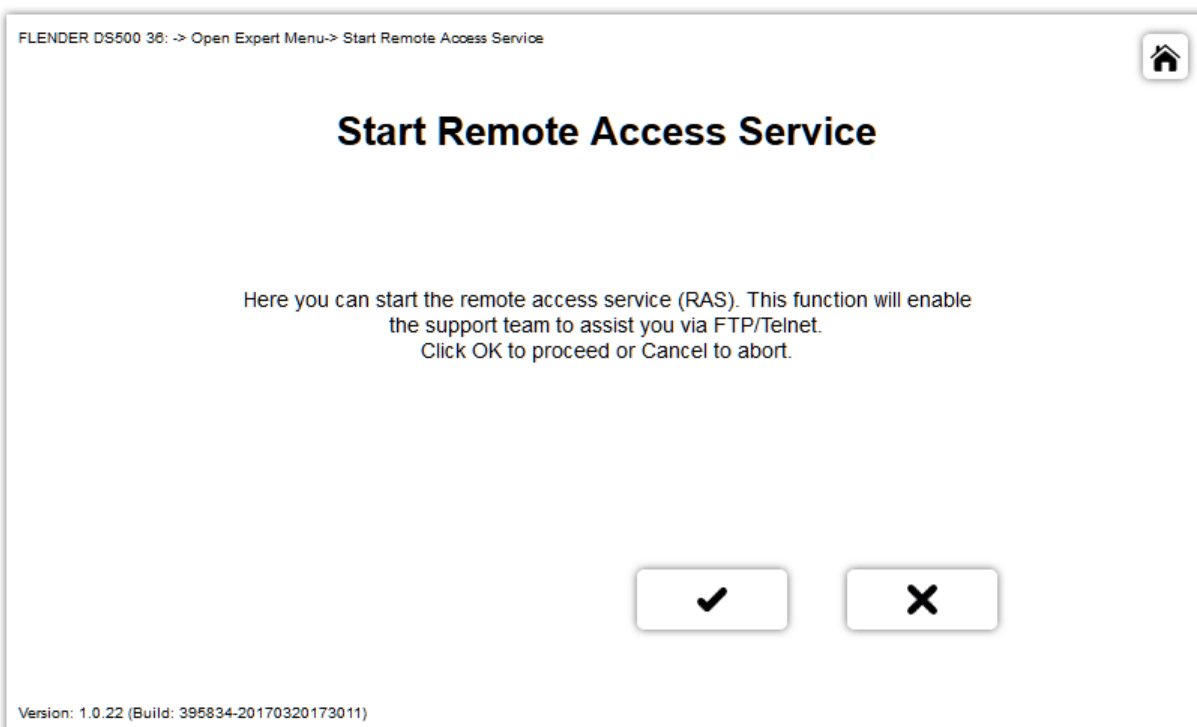 FLENDER DS500 36: -> Open Expert Menu-> Start Remote Access Service
Start Remote Access Service
Here you can start the remote access service (RAS). This function will enable
the support team to assist you via FTP/Telnet.
Click OK to proceed or Cancel to abort.
Version: 1.0.22 (Build: 395834-20170320173011)